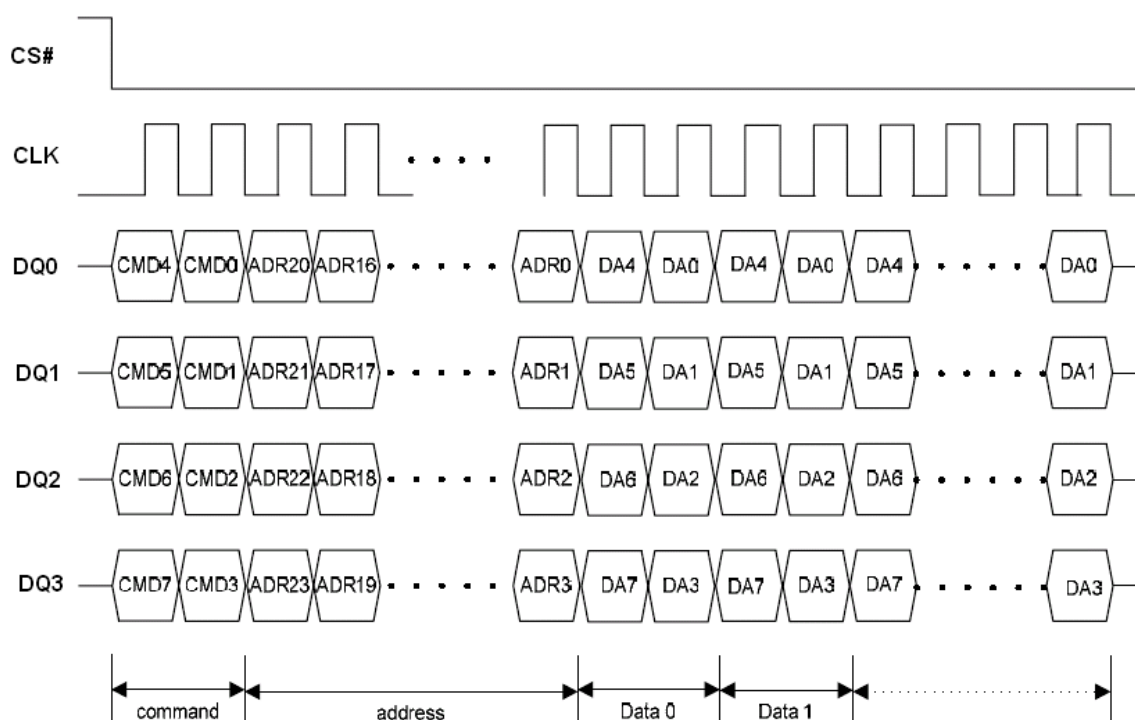 CS#
CLK
DQ0 CMD4 CMD0 ADR20 ADR16 ADR0 DA4 DA0 DA4 DA0 DA4 DA0
DQ1 CMD5 CMD1 ADR21 ADR17 ADR1 DA5 DA1 DA5 DA1 DA5 DA1
DQ2 CMD6 CMD2 ADR22 ADR18 ADR2 DA6 DA2 DA6 DA2 DA6 DA2
DQ3 CMD7 CMD3 ADR23 ADR19 ADR3 DA7 DA3 DA7 DA3 DA7 DA3
command address Data 0 Data 1